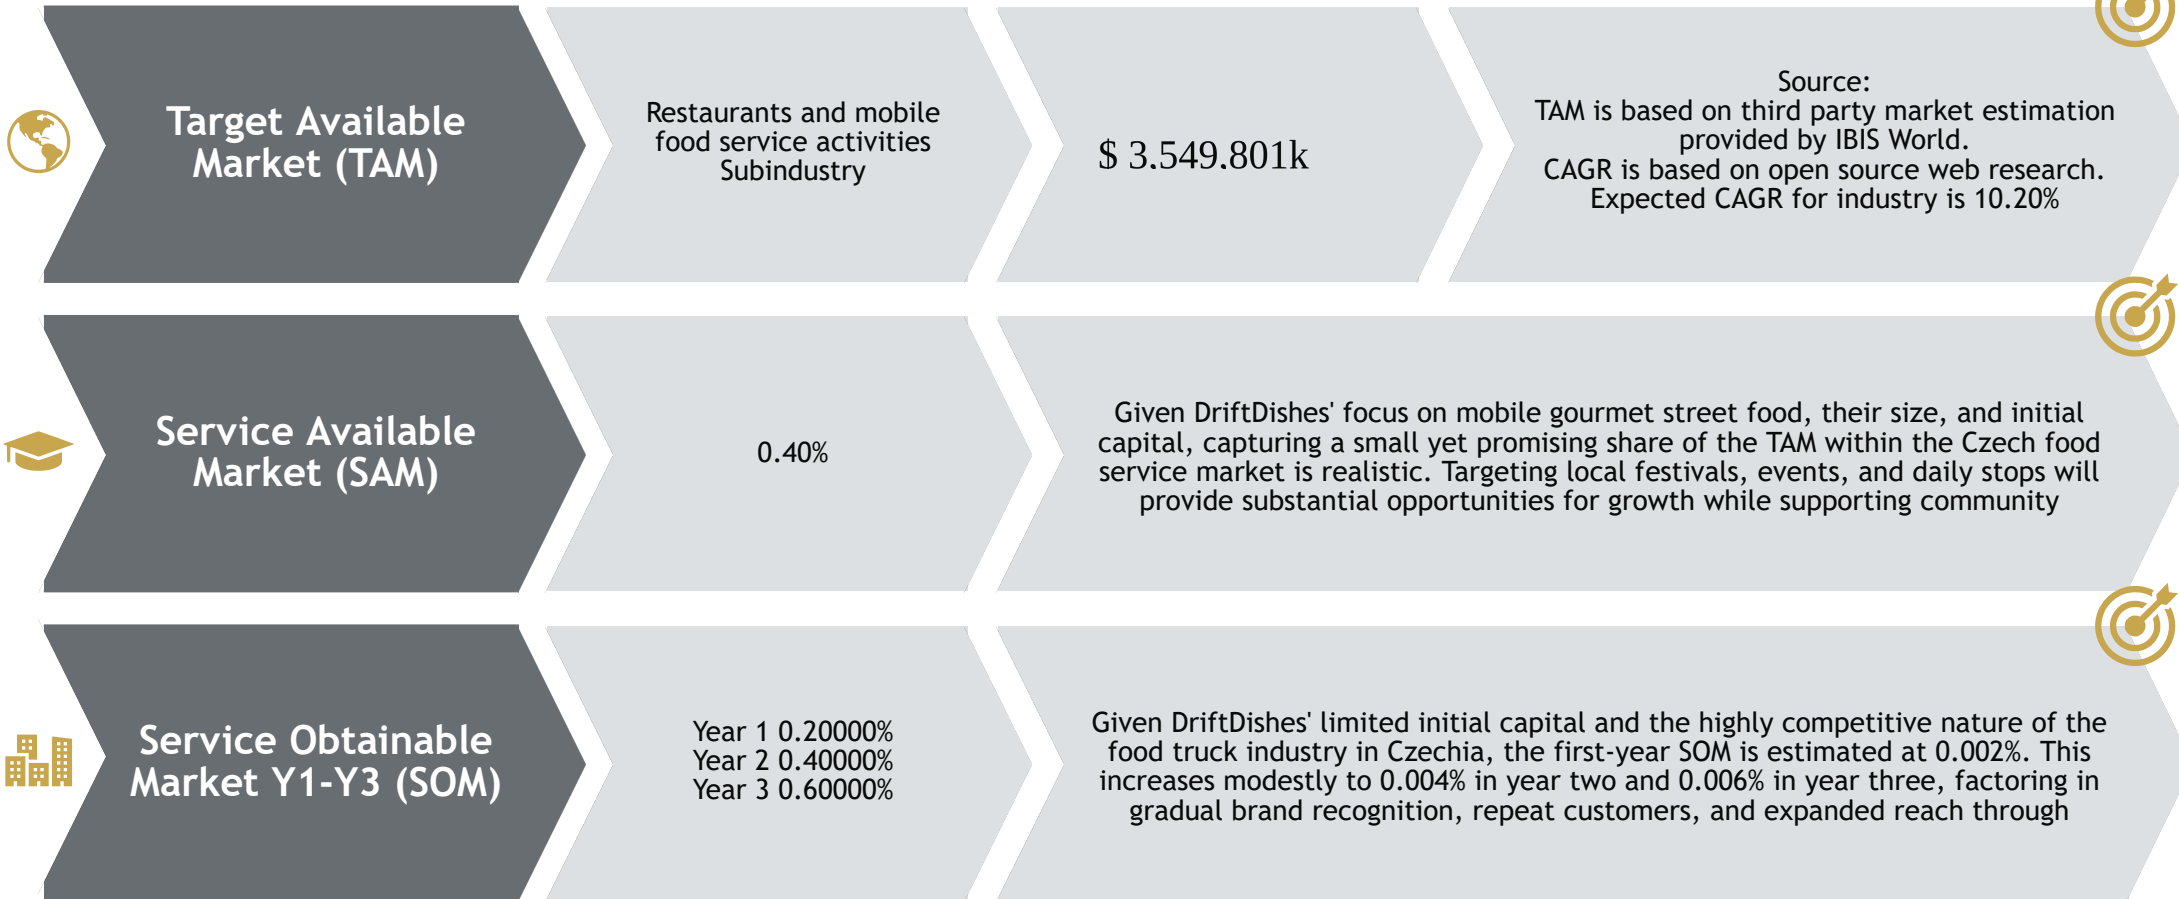 Target Available
Market (TAM)
Restaurants and mobile
food service activities
Subindustry
$ 3.549.801k
Source:
TAM is based on third party market estimation
provided by IBIS World.
CAGR is based on open source web research.
Expected CAGR for industry is 10.20%
Service Available
Market (SAM)
0.40%
Given DriftDishes' focus on mobile gourmet street food, their size, and initial
capital, capturing a small yet promising share of the TAM within the Czech food
service market is realistic. Targeting local festivals, events, and daily stops will
provide substantial opportunities for growth while supporting community
Service Obtainable
Market Y1-Y3 (SOM)
Year 1 0.20000%
Year 2 0.40000%
Year 3 0.60000%
Given DriftDishes' limited initial capital and the highly competitive nature of the
food truck industry in Czechia, the first-year SOM is estimated at 0.002%. This
increases modestly to 0.004% in year two and 0.006% in year three, factoring in
gradual brand recognition, repeat customers, and expanded reach through